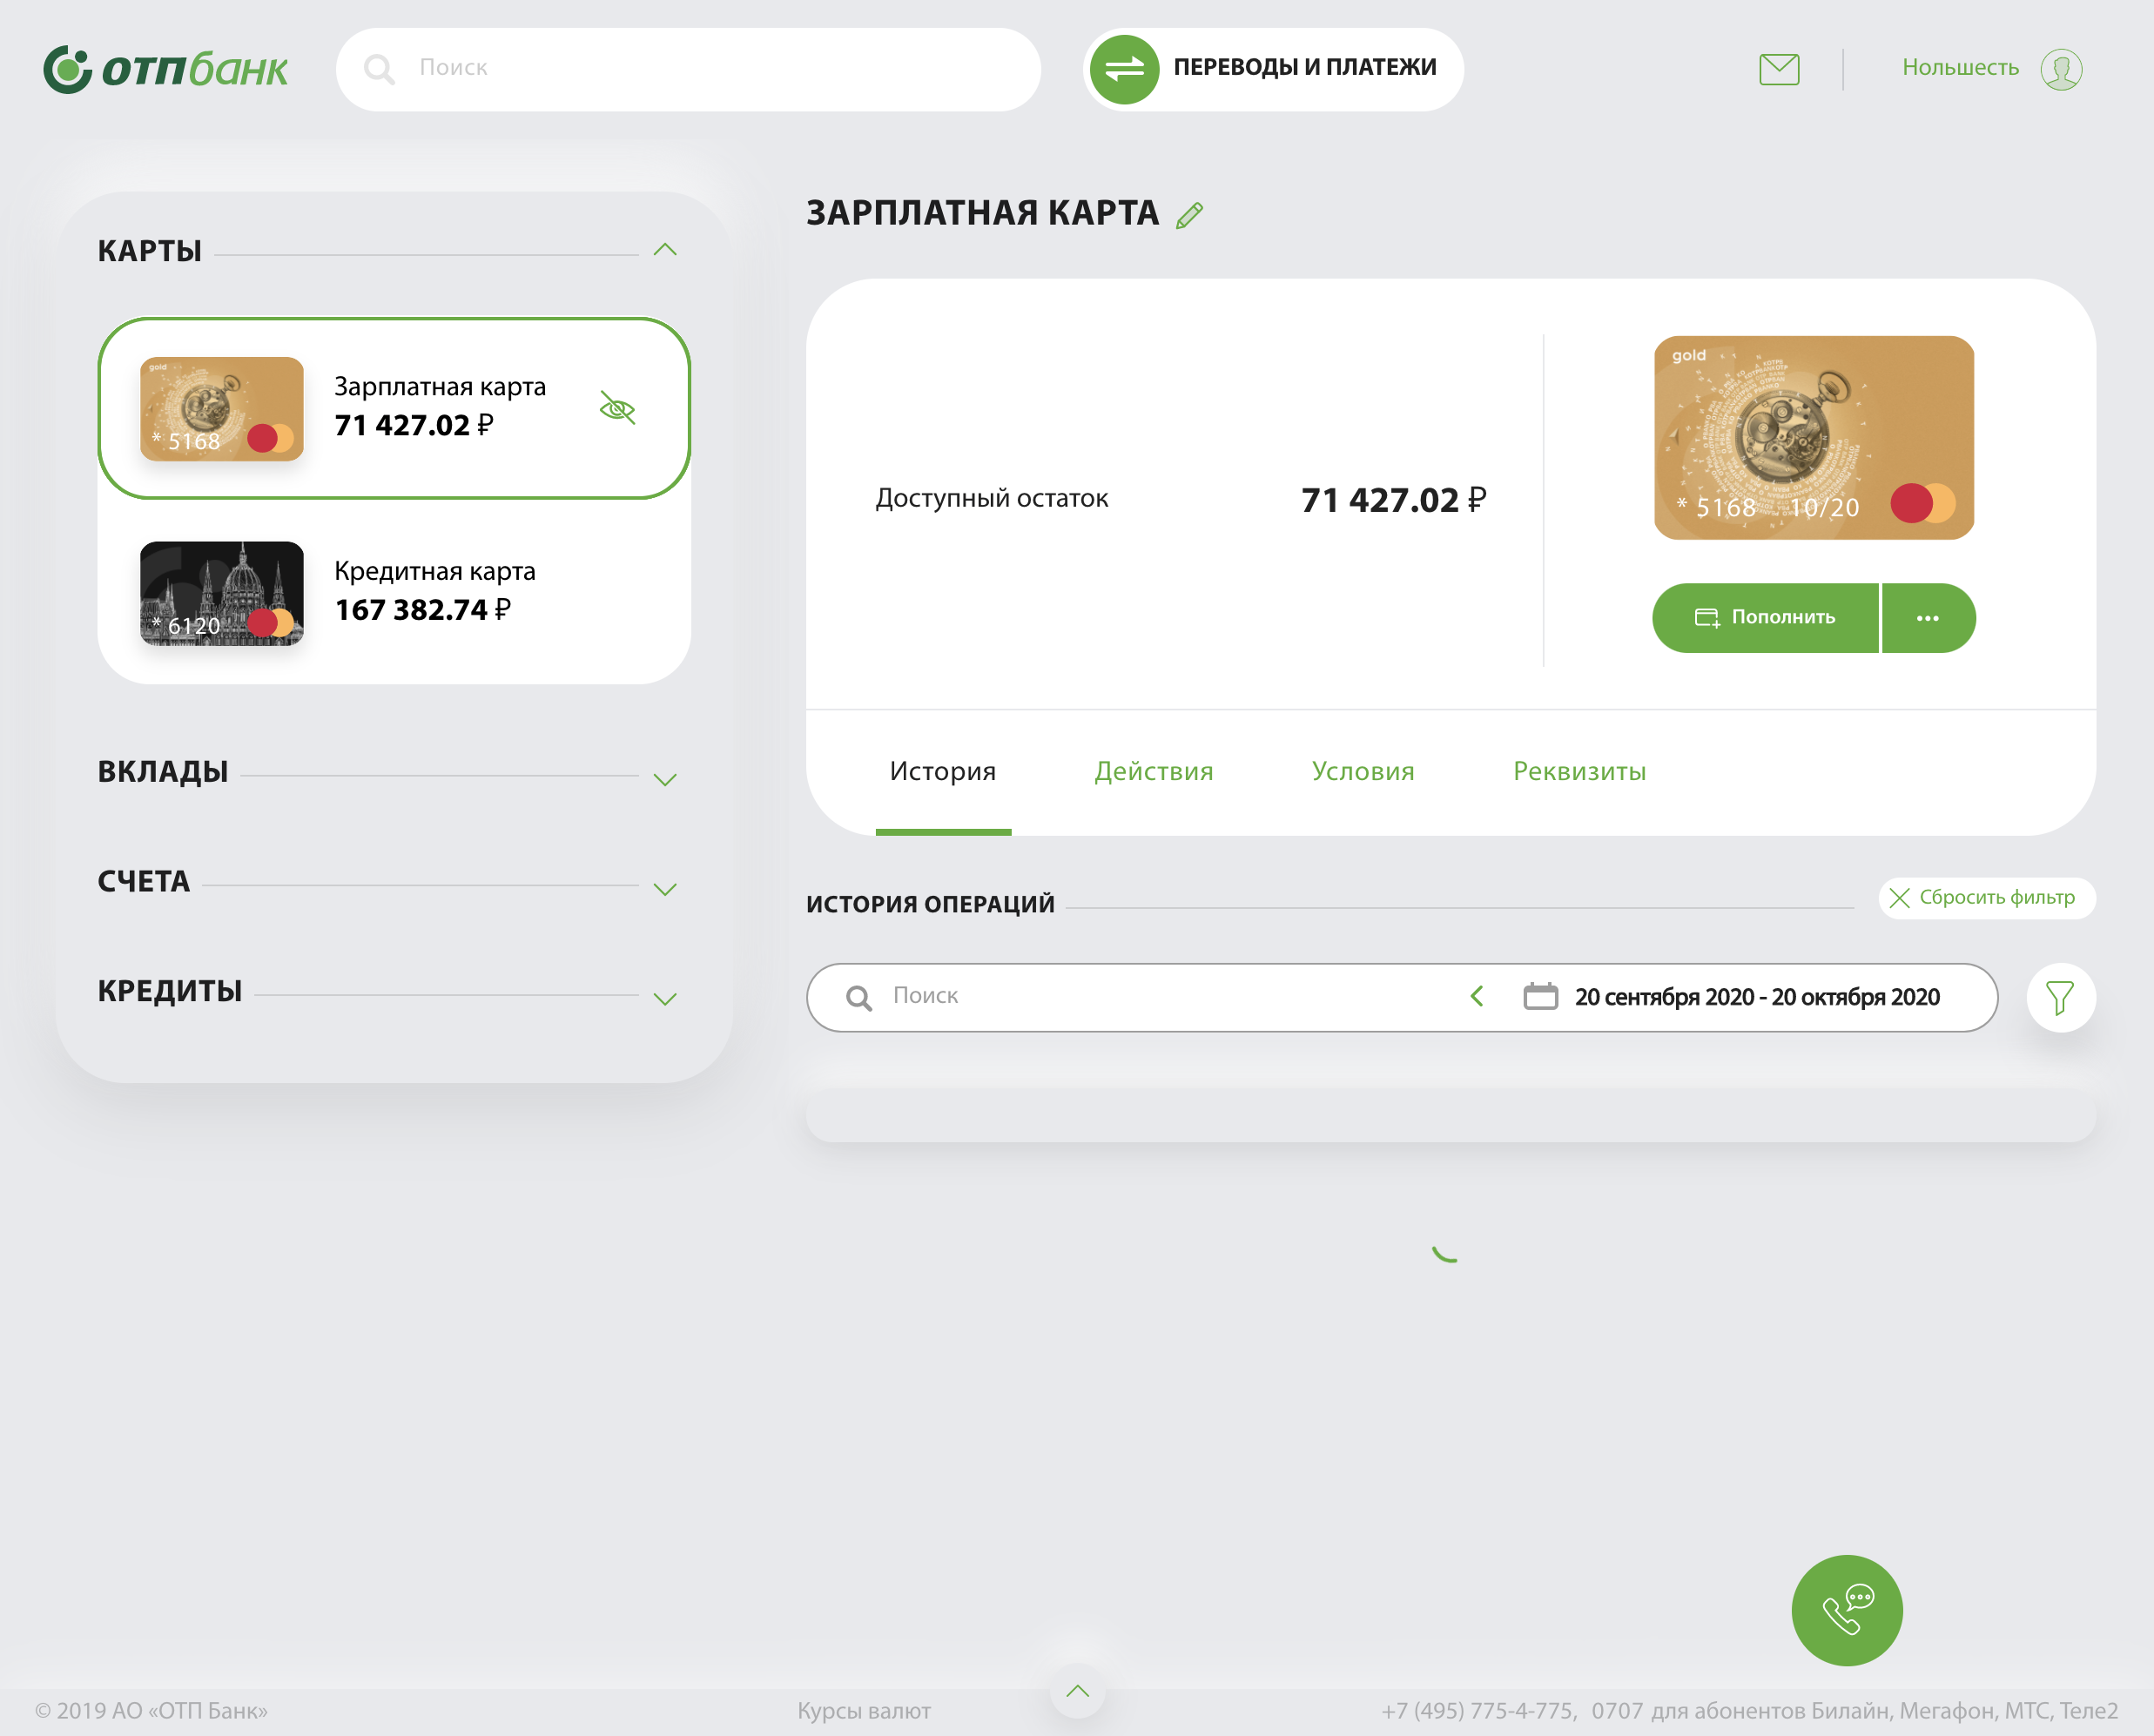 отпбанк
Поиск
ПЕРЕВОДЫ И ПЛАТЕЖИ
Нольшесть
КАРТЫ
gold
* 5168
Зарплатная карта
71 427.02 ₽
* 6120
Кредитная карта
167 382.74 ₽
ВКЛАДЫ
СЧЕТА
КРЕДИТЫ
ЗАРПЛАТНАЯ КАРТА
Доступный остаток
71 427.02 ₽
gold
* 5168 10/20
Пополнить
История
Действия
Условия
Реквизиты
ИСТОРИЯ ОПЕРАЦИЙ
Сбросить фильтр
Поиск
20 сентября 2020 - 20 октября 2020
© 2019 АО «ОТП Банк»
Курсы валют
+7 (495) 775-4-775, 0707 для абонентов Билайн, Мегафон, МТС, Теле2